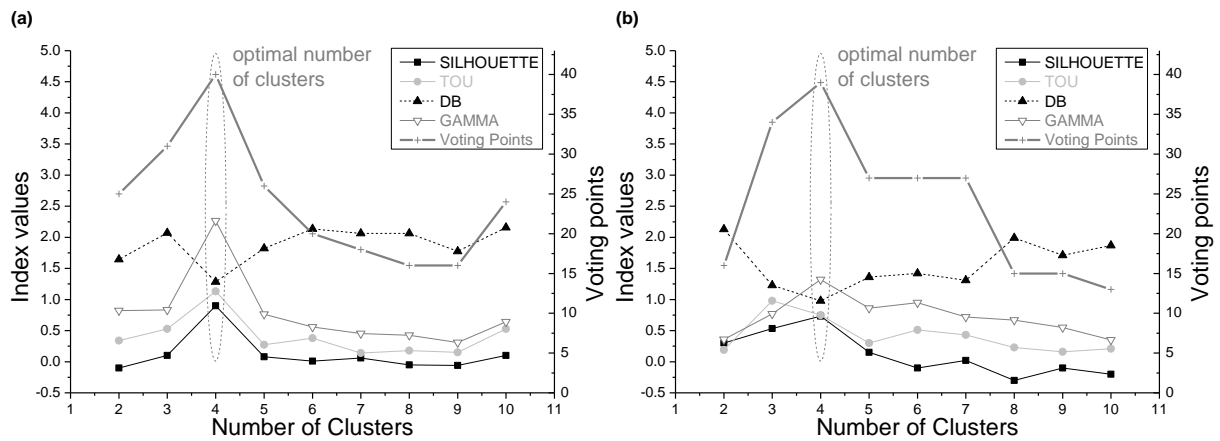 (a)
optimal number
of clusters
SILHOUETTE
TOU
DB
GAMMA
Voting Points
5.0
4.5
4.0
3.5
3.0
2.5
2.0
1.5
1.0
0.5
0.0
-0.5
Index values
40
35
30
25
20
15
10
5
0
Voting points
1 2 3 4 5 6 7 8 9 10 11
Number of Clusters
(b)
optimal number
of clusters
SILHOUETTE
TOU
DB
GAMMA
Voting Points
5.0
4.5
4.0
3.5
3.0
2.5
2.0
1.5
1.0
0.5
0.0
-0.5
Index values
40
35
30
25
20
15
10
5
0
Voting points
1 2 3 4 5 6 7 8 9 10 11
Number of Clusters